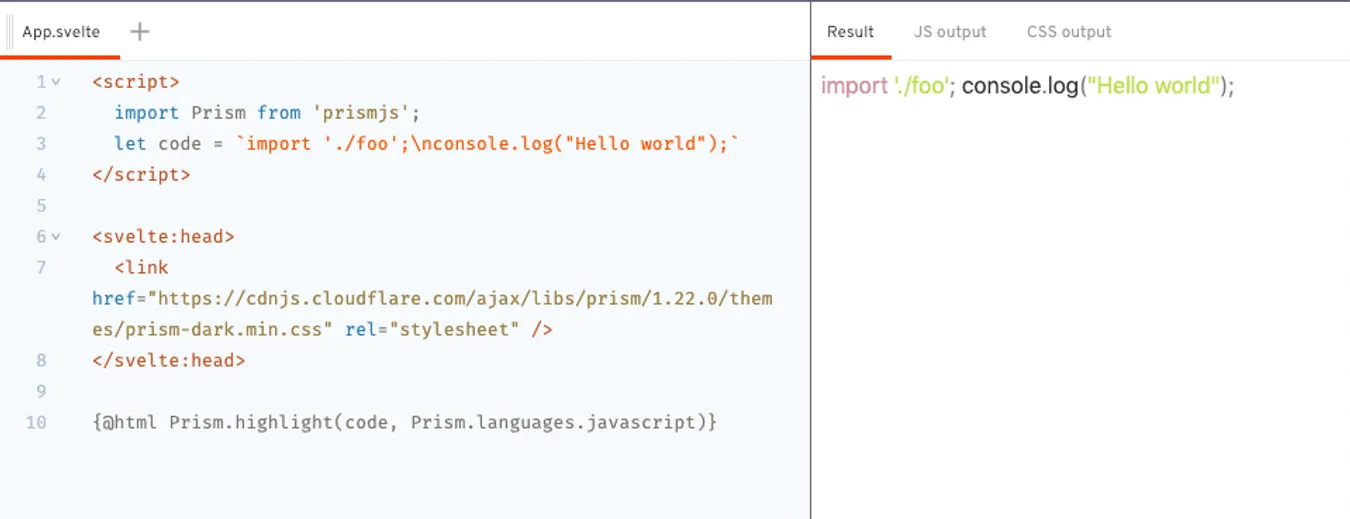 App.svelte +
1 <script>
2 import Prism from 'prismjs';
3 let code = `import './foo';\nconsole.log("Hello world");`
4 </script>
5
6 <svelte:head>
7 <link
href="https://cdnjs.cloudflare.com/ajax/libs/prism/1.22.0/them
es/prism-dark.min.css" rel="stylesheet" />
8 </svelte:head>
9
10 {@html Prism.highlight(code, Prism.languages.javascript)}
Result JS output CSS output
import './foo'; console.log("Hello world");